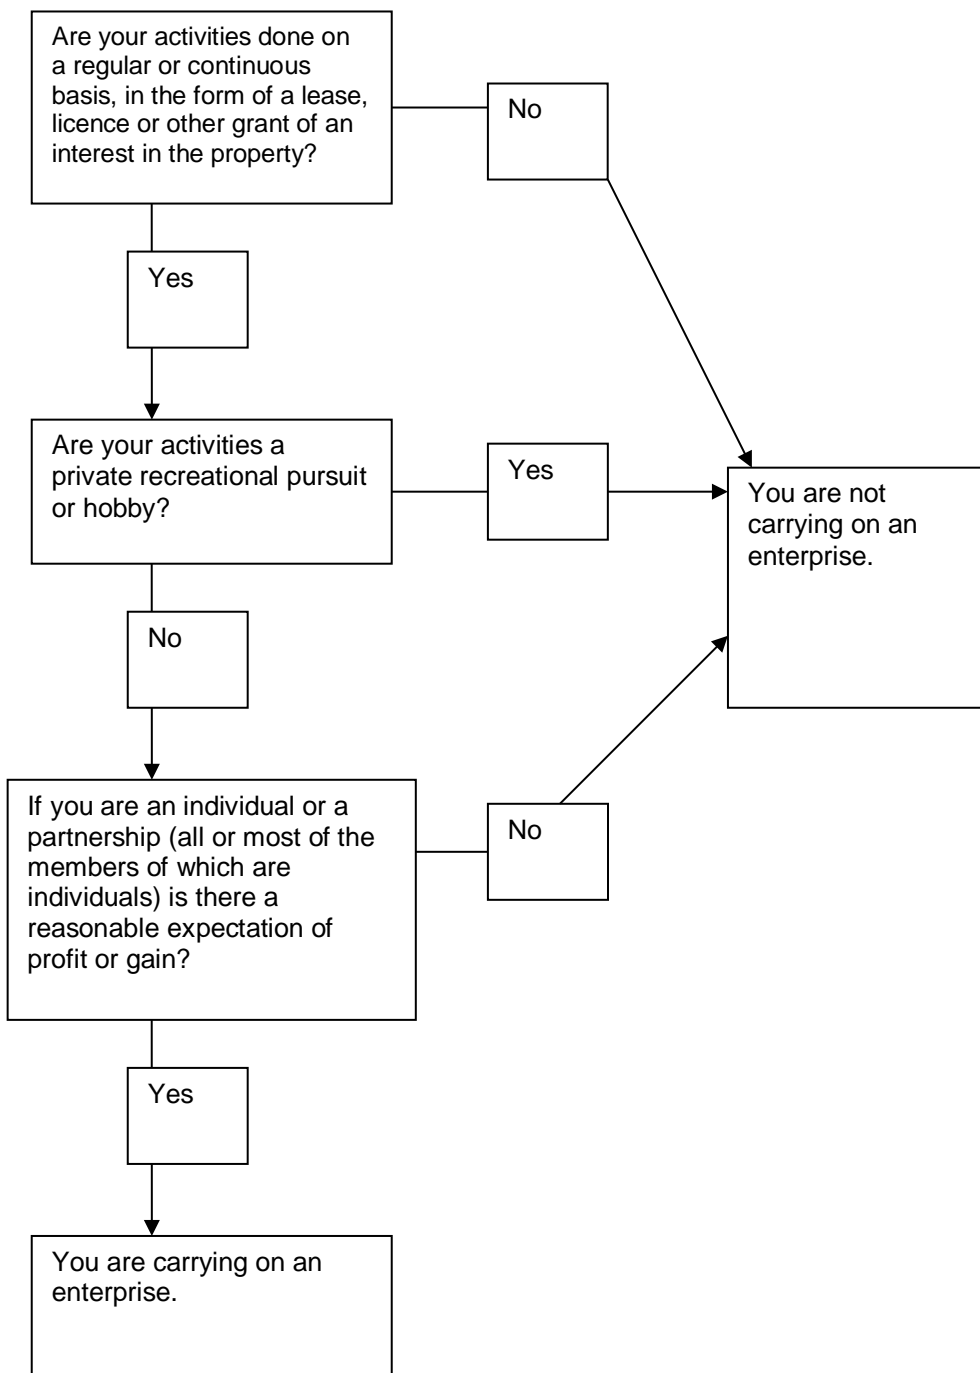 Are your activities done on
a regular or continuous
basis, in the form of a lease,
licence or other grant of an
interest in the property?
No
Yes
Are your activities a
private recreational pursuit
or hobby?
Yes
You are not
carrying on an
enterprise.
No
If you are an individual or a
partnership (all or most of the
members of which are
individuals) is there a
reasonable expectation of
profit or gain?
No
Yes
You are carrying on an
enterprise.